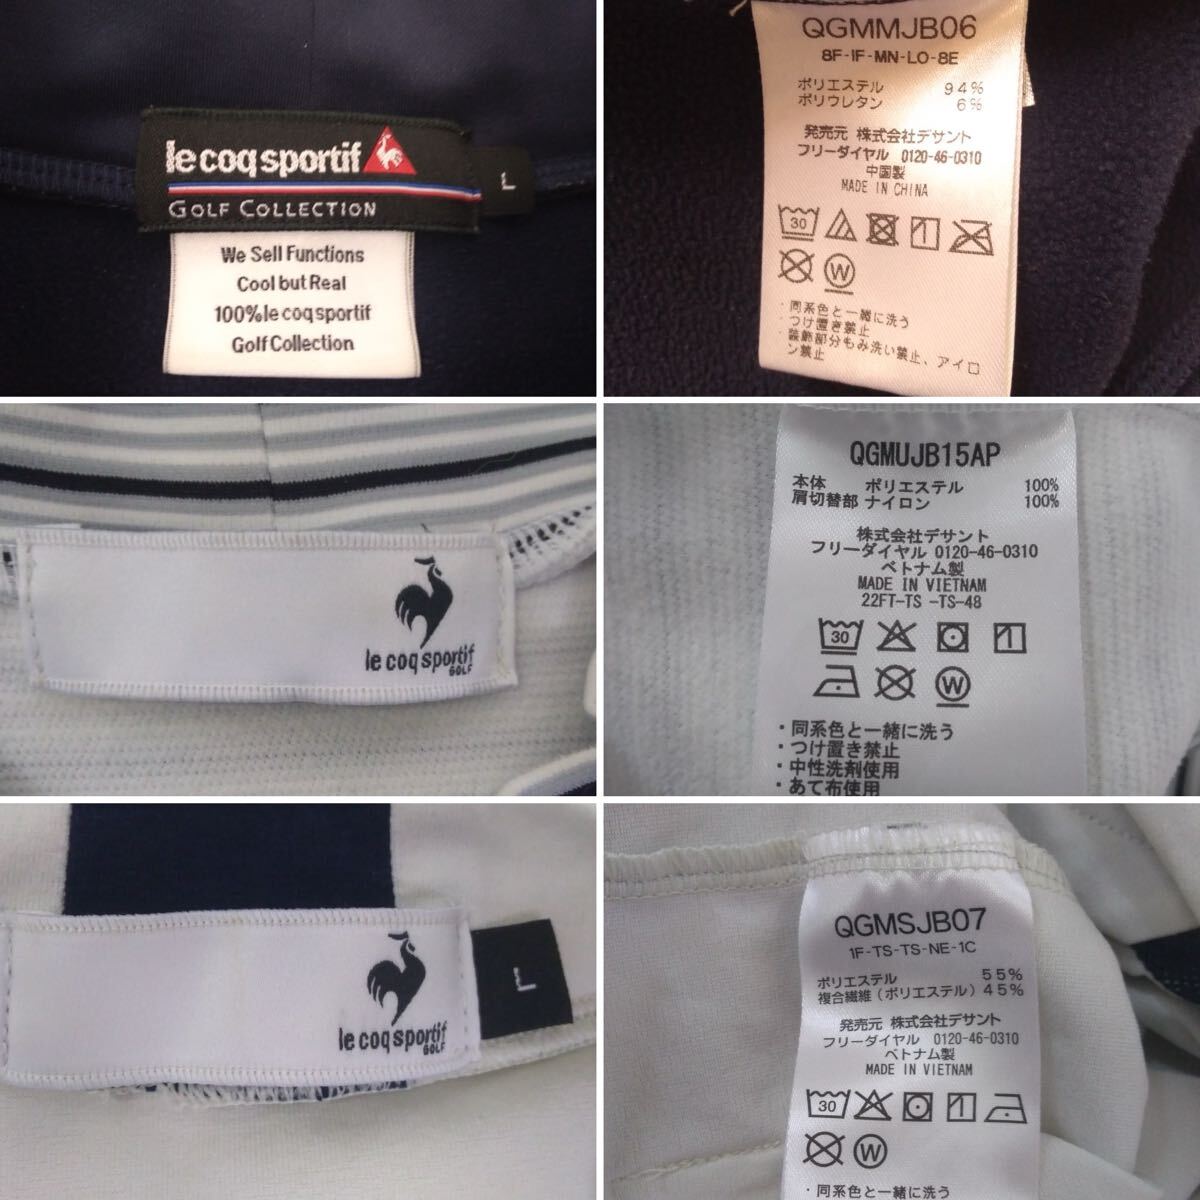 le coq sportif
GOLF COLLECTION
L
We Sell Functions
Cool but Real
100% le coq sportif
Golf Collection
QGMMJB06
8F-IF-MN-LO-8E
ポリエステル 94%
ポリウレタン 6%
発売元 株式会社デサント
フリーダイヤル 0120-46-0310
中国製
MADE IN CHINA
30
W
・同系色と一緒に洗う
・つけ置き禁止
・装飾部分もみ洗い禁止、アイロ
ン禁止
le coq sportif
GOLF
QGMUJB15AP
本体 ポリエステル 100%
肩切替部 ナイロン 100%
株式会社デサント
フリーダイヤル 0120-46-0310
ベトナム製
MADE IN VIETNAM
22FT-TS -TS-48
30
W
・同系色と一緒に洗う
・つけ置き禁止
・中性洗剤使用
・あて布使用
le coq sportif
GOLF
L
QGMSJB07
1F-TS-TS-NE-1C
ポリエステル 55%
複合繊維(ポリエステル) 45%
発売元 株式会社デサント
フリーダイヤル 0120-46-0310
ベトナム製
MADE IN VIETNAM
30
W
・同系色と一緒に洗う